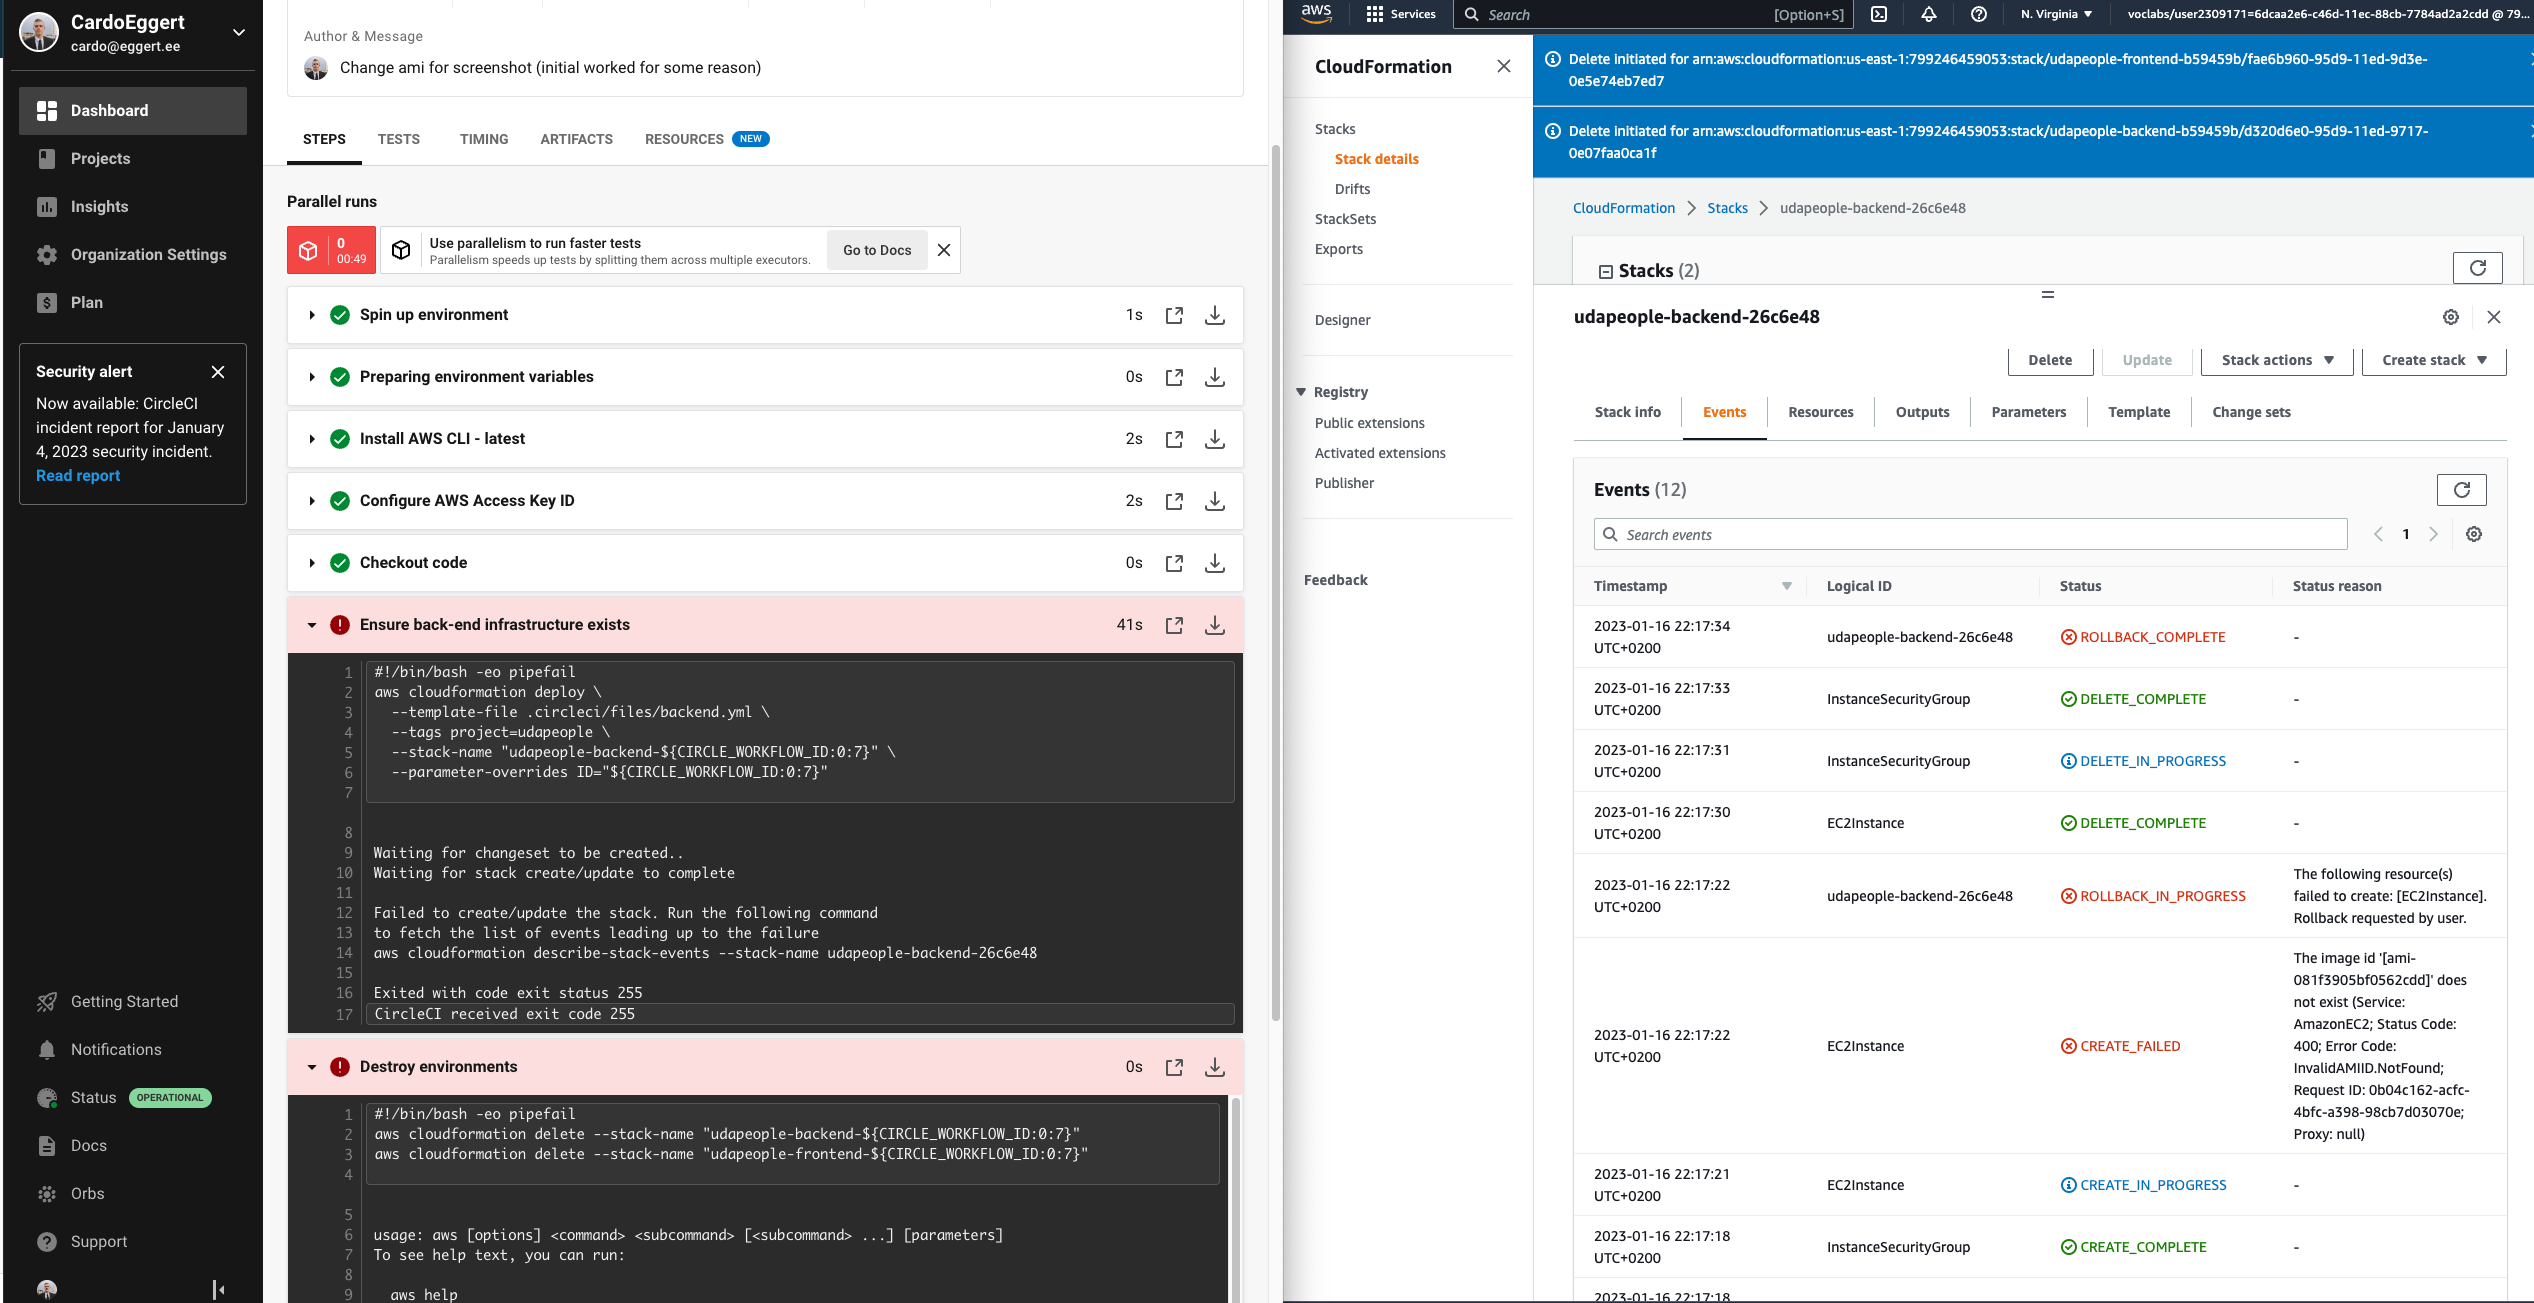 CardoEggert
cardo@eggert.ee
Dashboard
Projects
Insights
Organization Settings
Plan
Security alert
Now available: CircleCI
incident report for January
4, 2023 security incident.
Read report
Getting Started
Notifications
Status OPERATIONAL
Docs
Orbs
Support
Author & Message
Change ami for screenshot (initial worked for some reason)
STEPS TESTS TIMING ARTIFACTS RESOURCES NEW
Parallel runs
0
00:49
Use parallelism to run faster tests
Parallelism speeds up tests by splitting them across multiple executors.
Go to Docs
Spin up environment 1s
Preparing environment variables 0s
Install AWS CLI - latest 2s
Configure AWS Access Key ID 2s
Checkout code 0s
Ensure back-end infrastructure exists 41s
1 #!/bin/bash -eo pipefail
2 aws cloudformation deploy \
3 --template-file .circleci/files/backend.yml \
4 --tags project=udapeople \
5 --stack-name "udapeople-backend-${CIRCLE_WORKFLOW_ID:0:7}" \
6 --parameter-overrides ID="${CIRCLE_WORKFLOW_ID:0:7}"
7
8
9 Waiting for changeset to be created..
10 Waiting for stack create/update to complete
11
12 Failed to create/update the stack. Run the following command
13 to fetch the list of events leading up to the failure
14 aws cloudformation describe-stack-events --stack-name udapeople-backend-26c6e48
15
16 Exited with code exit status 255
17 CircleCI received exit code 255
Destroy environments 0s
1 #!/bin/bash -eo pipefail
2 aws cloudformation delete --stack-name "udapeople-backend-${CIRCLE_WORKFLOW_ID:0:7}"
3 aws cloudformation delete --stack-name "udapeople-frontend-${CIRCLE_WORKFLOW_ID:0:7}"
4
5
6 usage: aws [options] <command> <subcommand> [<subcommand> ...] [parameters]
7 To see help text, you can run:
8
9 aws help
aws Services Search [Option+S] N. Virginia voclabs/user2309171=6dcaa2e6-c46d-11ec-88cb-7784ad2a2cdd @ 79...
CloudFormation
Stacks
Stack details
Drifts
StackSets
Exports
Designer
Registry
Public extensions
Activated extensions
Publisher
Feedback
Delete initiated for arn:aws:cloudformation:us-east-1:799246459053:stack/udapeople-frontend-b59459b/fae6b960-95d9-11ed-9d3e-
0e5e74eb7ed7
Delete initiated for arn:aws:cloudformation:us-east-1:799246459053:stack/udapeople-backend-b59459b/d320d6e0-95d9-11ed-9717-
0e07faa0ca1f
CloudFormation Stacks udapeople-backend-26c6e48
Stacks (2)
udapeople-backend-26c6e48
Delete Update Stack actions Create stack
Stack info Events Resources Outputs Parameters Template Change sets
Events (12)
Search events 1
Timestamp Logical ID Status Status reason
2023-01-16 22:17:34
UTC+0200
udapeople-backend-26c6e48 ROLLBACK_COMPLETE -
2023-01-16 22:17:33
UTC+0200
InstanceSecurityGroup DELETE_COMPLETE -
2023-01-16 22:17:31
UTC+0200
InstanceSecurityGroup DELETE_IN_PROGRESS -
2023-01-16 22:17:30
UTC+0200
EC2Instance DELETE_COMPLETE -
2023-01-16 22:17:22
UTC+0200
udapeople-backend-26c6e48 ROLLBACK_IN_PROGRESS
The following resource(s)
failed to create: [EC2Instance].
Rollback requested by user.
2023-01-16 22:17:22
UTC+0200
EC2Instance CREATE_FAILED
The image id '[ami-
081f3905bf0562cdd]' does
not exist (Service:
AmazonEC2; Status Code:
400; Error Code:
InvalidAMIID.NotFound;
Request ID: 0b04c162-acfc-
4bfc-a398-98cb7d03070e;
Proxy: null)
2023-01-16 22:17:21
UTC+0200
EC2Instance CREATE_IN_PROGRESS -
2023-01-16 22:17:18
UTC+0200
InstanceSecurityGroup CREATE_COMPLETE -
2023-01-16 22:17:18